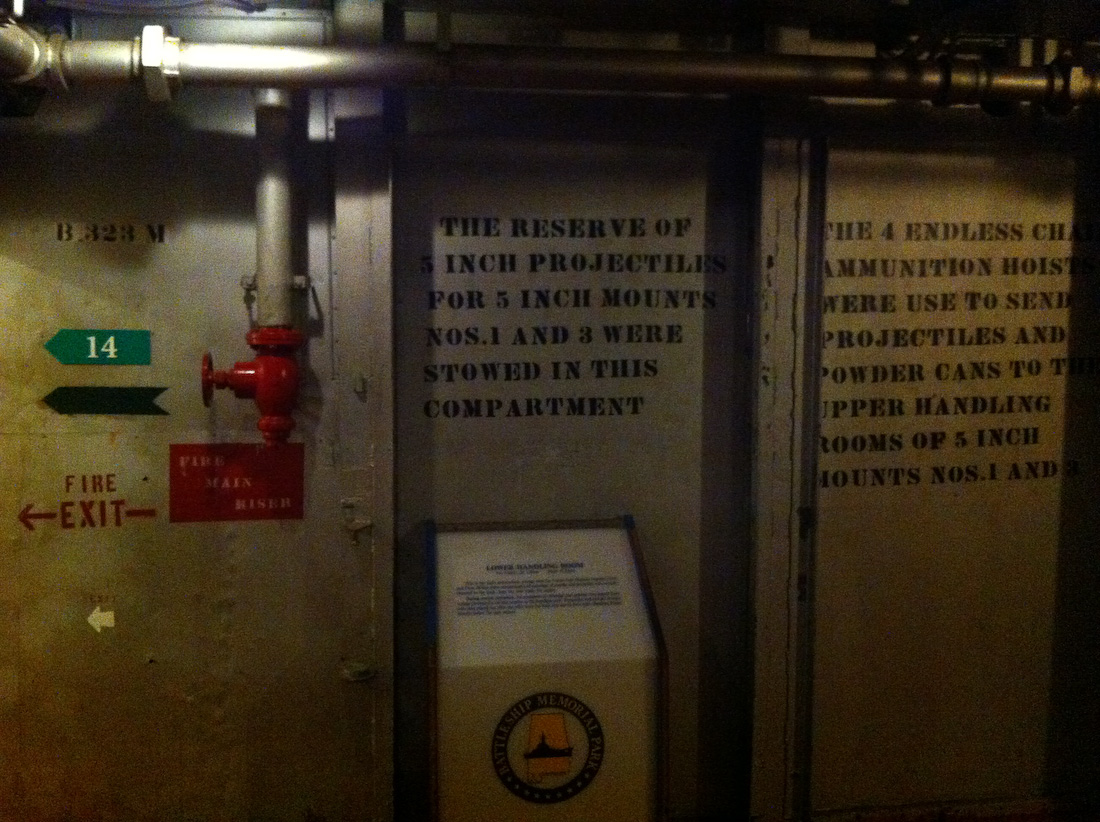 B.323 M
14
FIRE
EXIT
FIRE
MAIN
RISER
THE RESERVE OF
5 INCH PROJECTILES
FOR 5 INCH MOUNTS
NOS.1 AND 3 WERE
STOWED IN THIS
COMPARTMENT
LOWER HANDLING ROOM
BATTLESHIP MEMORIAL PARK
THE 4 ENDLESS CHA
AMMUNITION HOISTS
WERE USE TO SEND
PROJECTILES AND
POWDER CANS TO TH
UPPER HANDLING
ROOMS OF 5 INCH
MOUNTS NOS.1 AND 3